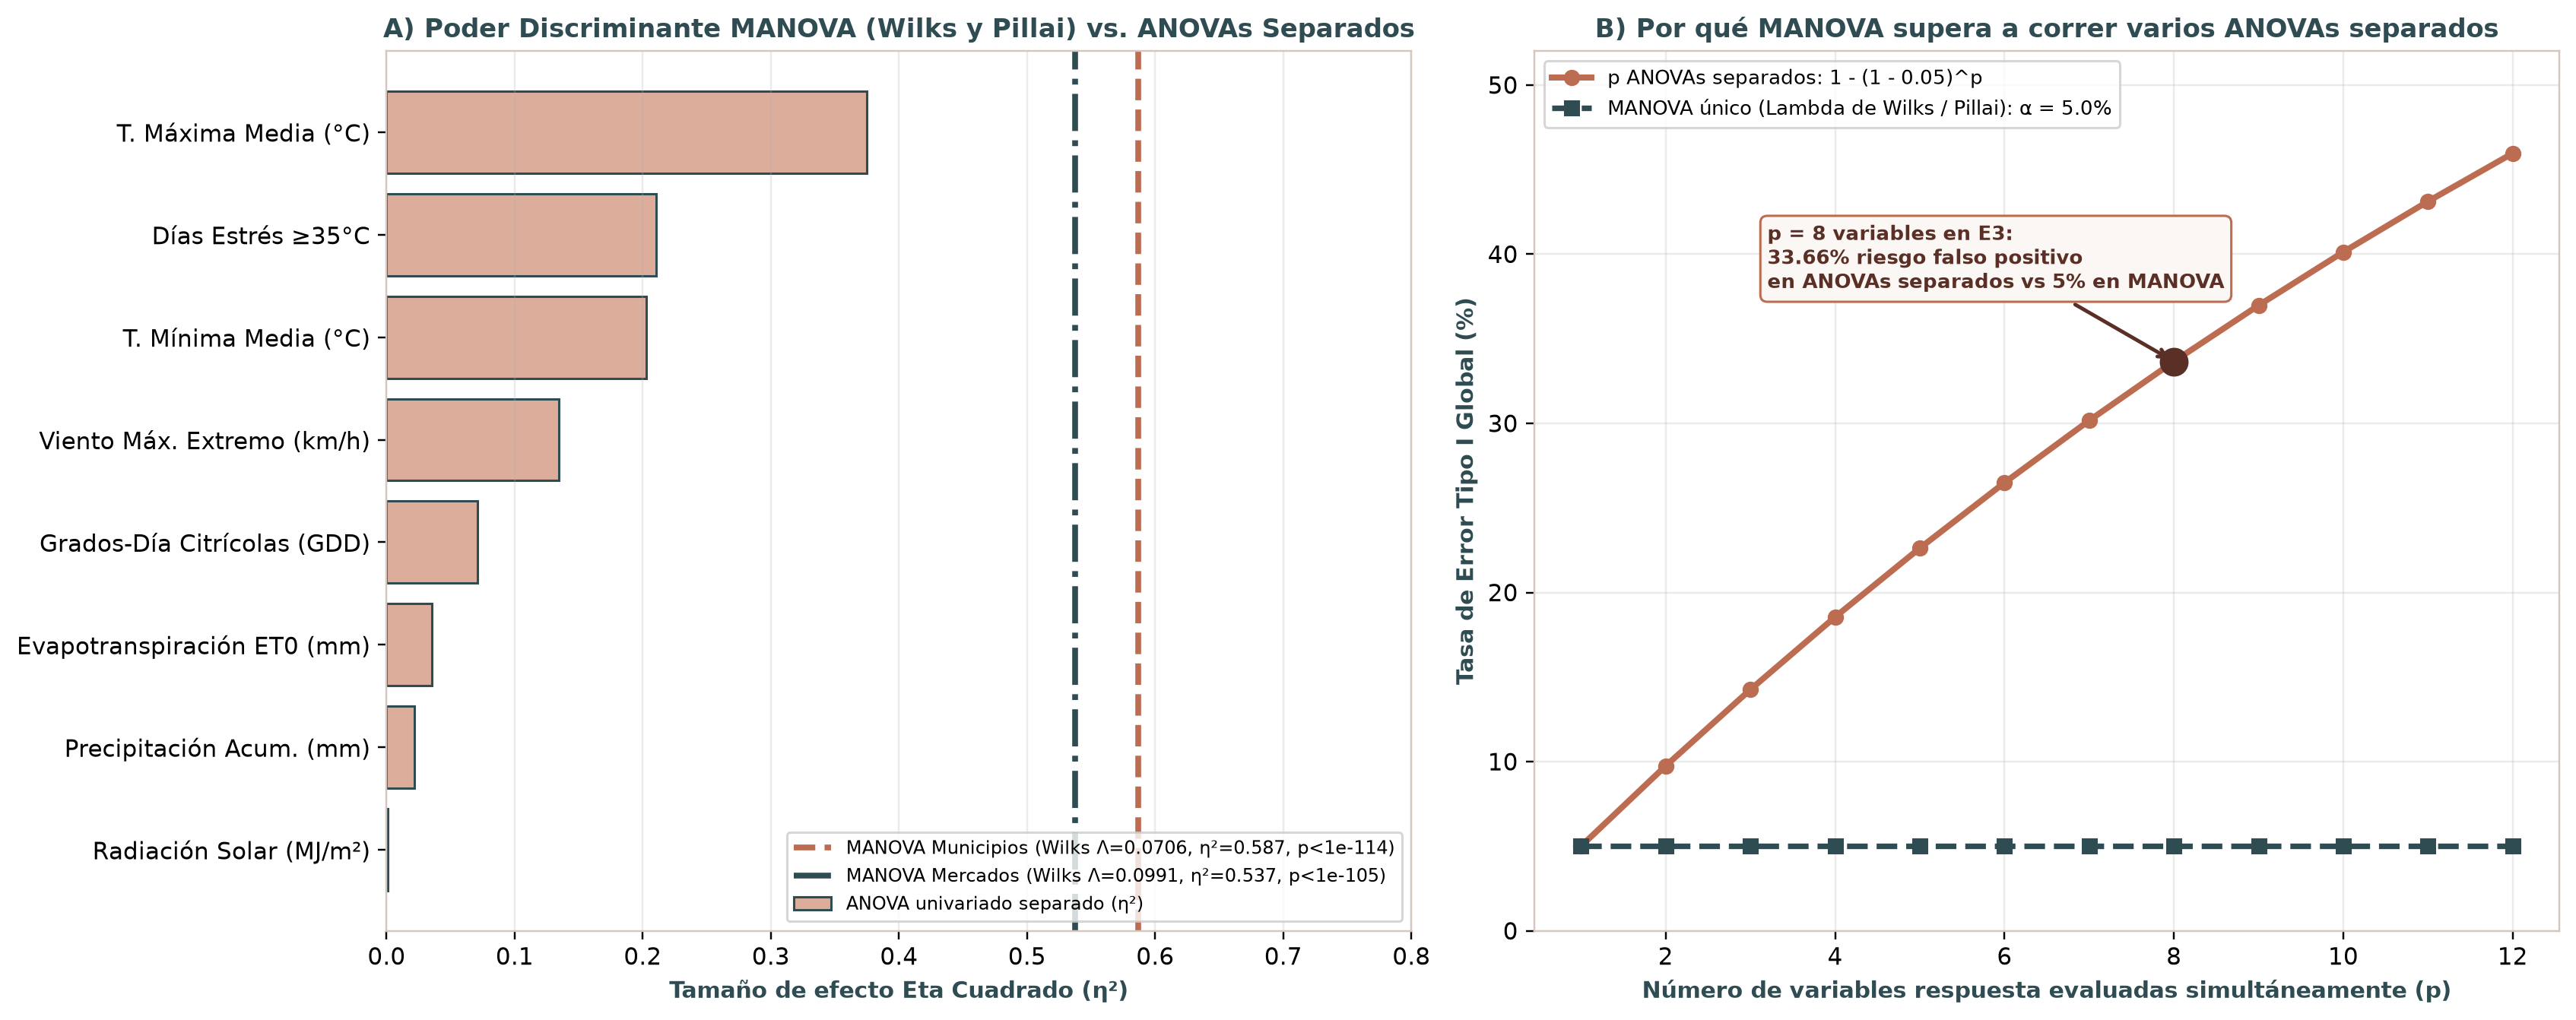 A) Poder Discriminante MANOVA (Wilks y Pillai) vs. ANOVAs Separados
T. Máxima Media (°C)
Días Estrés ≥35°C
T. Mínima Media (°C)
Viento Máx. Extremo (km/h)
Grados-Día Citrícolas (GDD)
Evapotranspiración ET0 (mm)
Precipitación Acum. (mm)
Radiación Solar (MJ/m²)
MANOVA Municipios (Wilks Λ=0.0706, η²=0.587, p<1e-114)
MANOVA Mercados (Wilks Λ=0.0991, η²=0.537, p<1e-105)
ANOVA univariado separado (η²)
0.0 0.1 0.2 0.3 0.4 0.5 0.6 0.7 0.8
Tamaño de efecto Eta Cuadrado (η²)
B) Por qué MANOVA supera a correr varios ANOVAs separados
p ANOVAs separados: 1 - (1 - 0.05)^p
MANOVA único (Lambda de Wilks / Pillai): α = 5.0%
p = 8 variables en E3:
33.66% riesgo falso positivo
en ANOVAs separados vs 5% en MANOVA
Tasa de Error Tipo I Global (%)
50
40
30
20
10
0
2 4 6 8 10 12
Número de variables respuesta evaluadas simultáneamente (p)